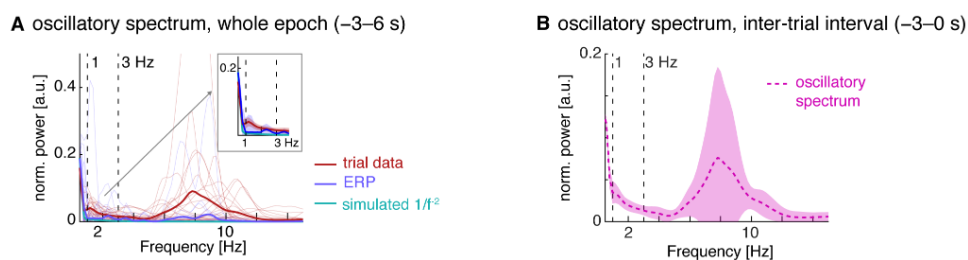 A oscillatory spectrum, whole epoch (−3–6 s)
norm. power [a.u.]
0.4
0.2
0
1
3 Hz
0.2
1
3 Hz
trial data
ERP
simulated 1/f⁻²
2
10
Frequency [Hz]
B oscillatory spectrum, inter-trial interval (−3–0 s)
norm. power [a.u.]
0.2
0
1
3 Hz
oscillatory
spectrum
2
10
Frequency [Hz]